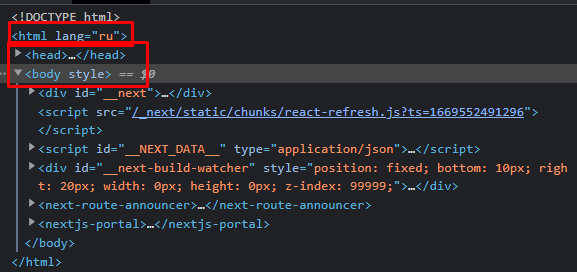 <!DOCTYPE html>
<html lang="ru">
<head>…</head>
<body style> == $0
<div id="__next">…</div>
<script src="/_next/static/chunks/react-refresh.js?ts=1669552491296">
</script>
<script id="__NEXT_DATA__" type="application/json">…</script>
<div id="__next-build-watcher" style="position: fixed; bottom: 10px; righ
t: 20px; width: 0px; height: 0px; z-index: 99999;">…</div>
<next-route-announcer>…</next-route-announcer>
<nextjs-portal>…</nextjs-portal>
</body>
</html>